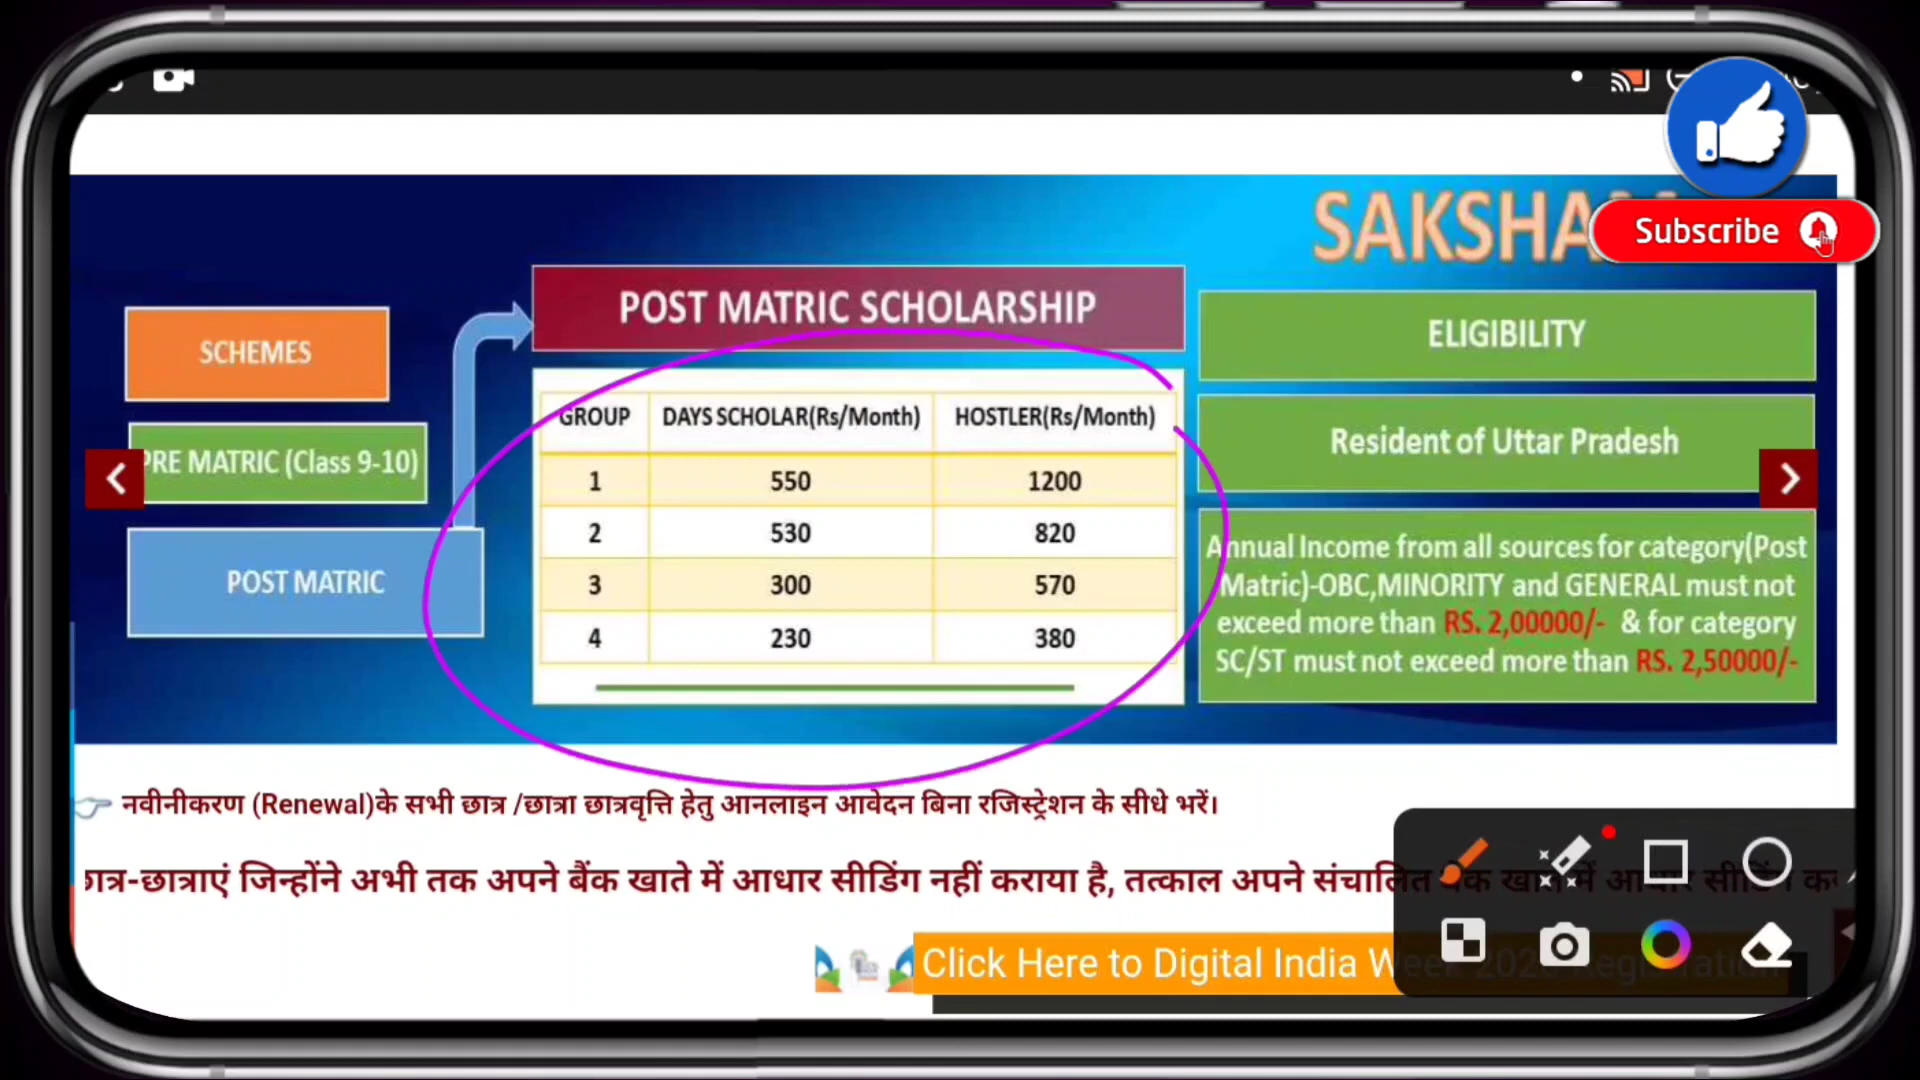 SAKSHA
Subscribe
POST MATRIC SCHOLARSHIP
SCHEMES
PRE MATRIC (Class 9-10)
POST MATRIC
GROUP DAYS SCHOLAR(Rs/Month) HOSTLER(Rs/Month)
1 550 1200
2 530 820
3 300 570
4 230 380
ELIGIBILITY
Resident of Uttar Pradesh
Annual Income from all sources for category(Post
Matric)-OBC,MINORITY and GENERAL must not
exceed more than RS. 2,00000/- & for category
SC/ST must not exceed more than RS. 2,50000/-
नवीनीकरण (Renewal)के सभी छात्र /छात्रा छात्रवृत्ति हेतु आनलाइन आवेदन बिना रजिस्ट्रेशन के सीधे भरें।
छात्र-छात्राएं जिन्होंने अभी तक अपने बैंक खाते में आधार सीडिंग नहीं कराया है, तत्काल अपने संचालित बैंक खाते में आधार सीडिंग
Click Here to Digital India Week Registration